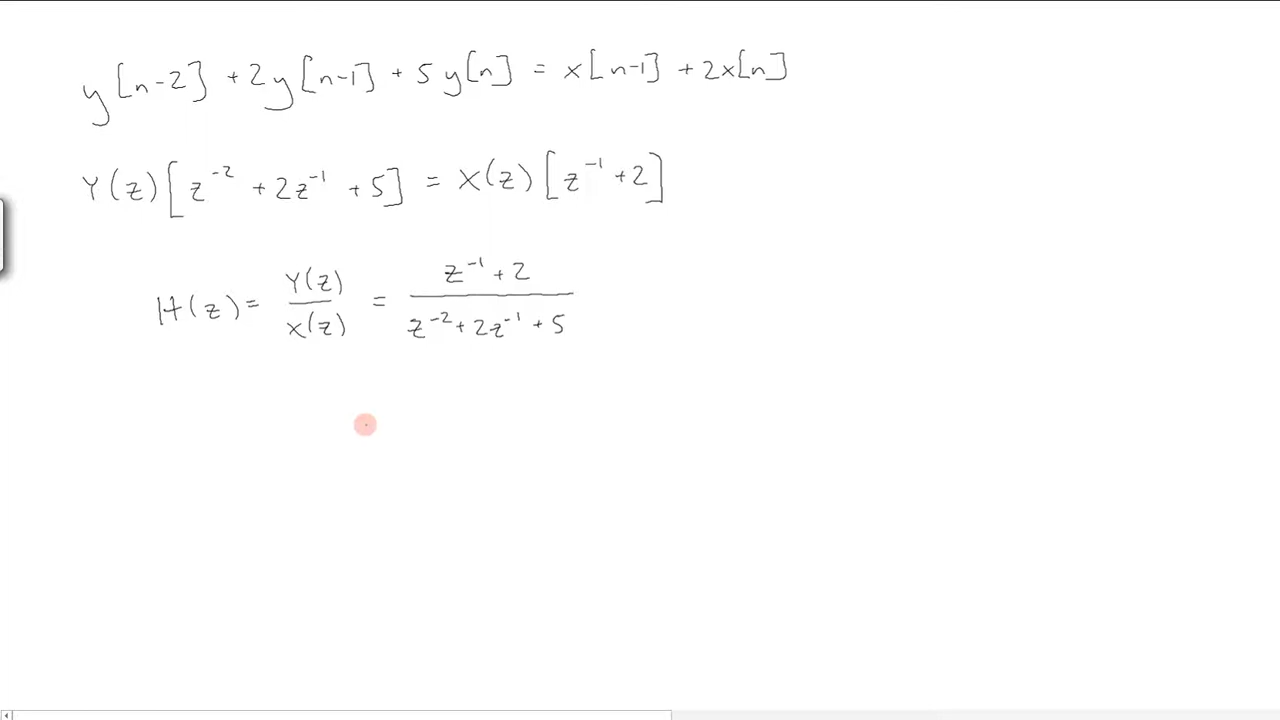 y[n-2] + 2y[n-1] + 5y[n] = x[n-1] + 2x[n]
Y(z)[z⁻² + 2z⁻¹ + 5] = X(z)[z⁻¹ + 2]
H(z) = Y(z)/X(z) = (z⁻¹ + 2)/(z⁻² + 2z⁻¹ + 5)